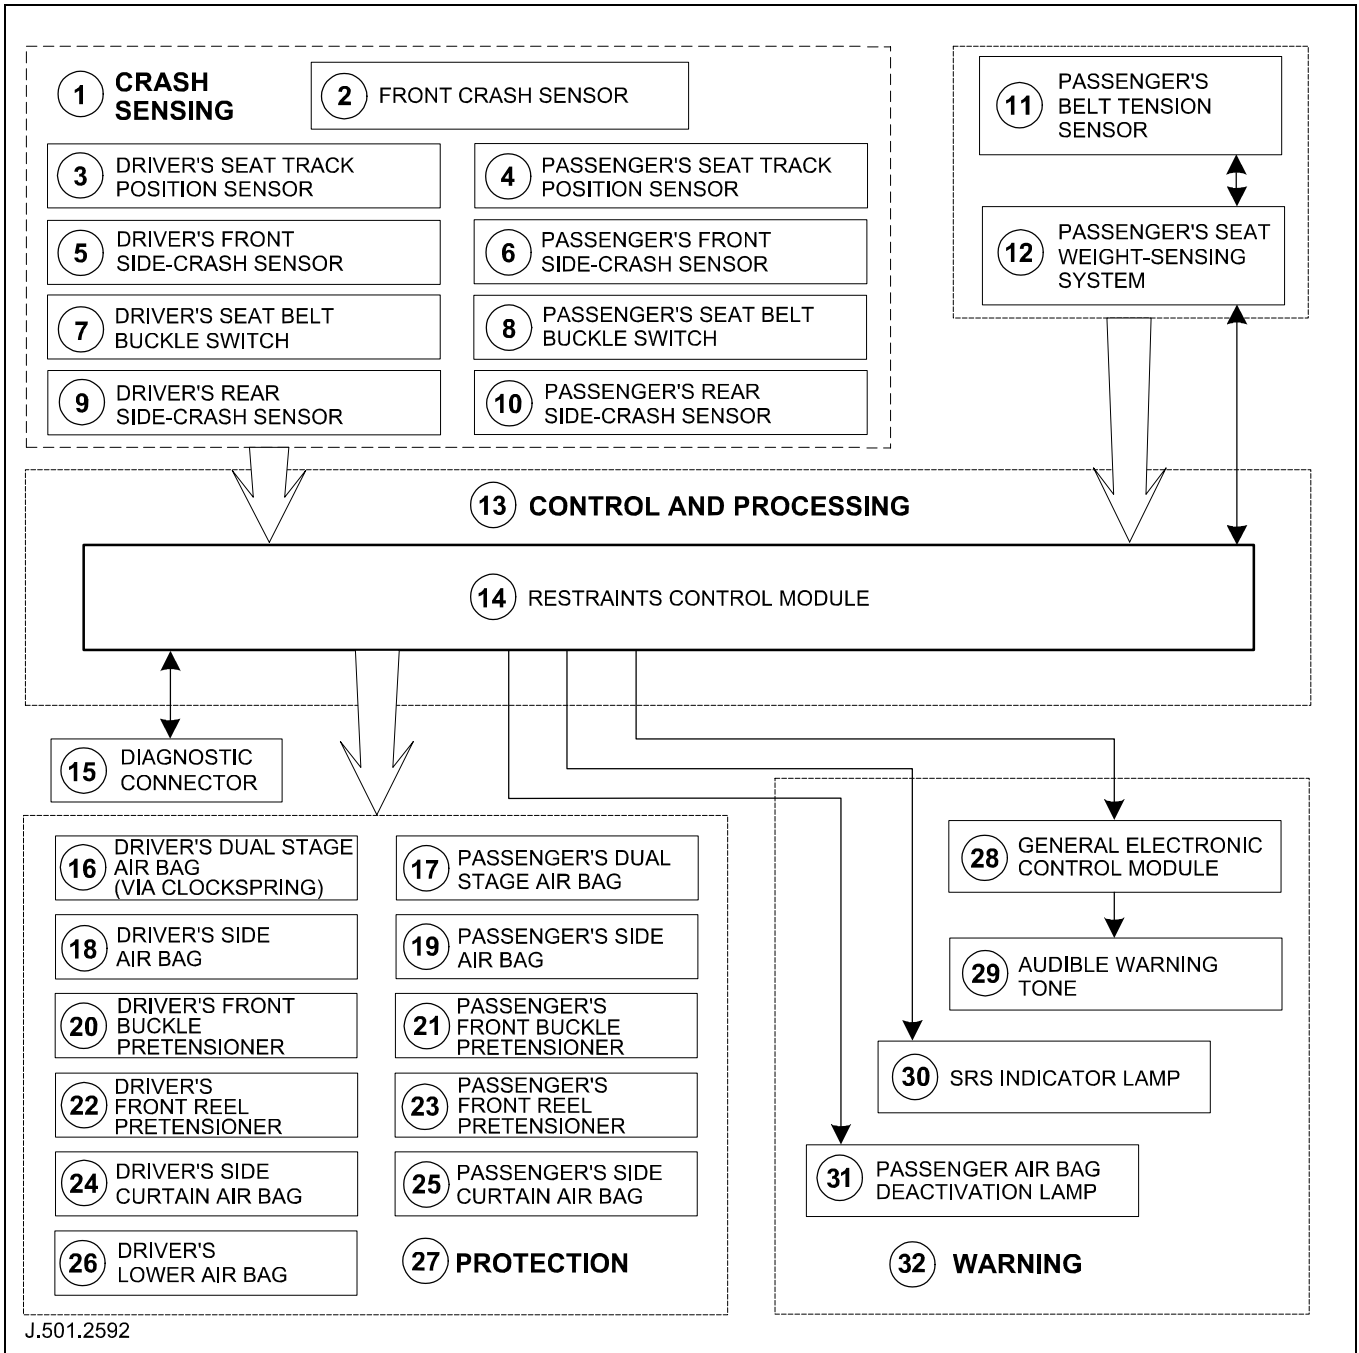 1 CRASH
SENSING
2 FRONT CRASH SENSOR
3 DRIVER'S SEAT TRACK
POSITION SENSOR
4 PASSENGER'S SEAT TRACK
POSITION SENSOR
5 DRIVER'S FRONT
SIDE-CRASH SENSOR
6 PASSENGER'S FRONT
SIDE-CRASH SENSOR
7 DRIVER'S SEAT BELT
BUCKLE SWITCH
8 PASSENGER'S SEAT BELT
BUCKLE SWITCH
9 DRIVER'S REAR
SIDE-CRASH SENSOR
10 PASSENGER'S REAR
SIDE-CRASH SENSOR
11 PASSENGER'S
BELT TENSION
SENSOR
12 PASSENGER'S SEAT
WEIGHT-SENSING
SYSTEM
13 CONTROL AND PROCESSING
14 RESTRAINTS CONTROL MODULE
15 DIAGNOSTIC
CONNECTOR
16 DRIVER'S DUAL STAGE
AIR BAG
(VIA CLOCKSPRING)
17 PASSENGER'S DUAL
STAGE AIR BAG
18 DRIVER'S SIDE
AIR BAG
19 PASSENGER'S SIDE
AIR BAG
20 DRIVER'S FRONT
BUCKLE
PRETENSIONER
21 PASSENGER'S
FRONT BUCKLE
PRETENSIONER
22 DRIVER'S
FRONT REEL
PRETENSIONER
23 PASSENGER'S
FRONT REEL
PRETENSIONER
24 DRIVER'S SIDE
CURTAIN AIR BAG
25 PASSENGER'S SIDE
CURTAIN AIR BAG
26 DRIVER'S
LOWER AIR BAG
27 PROTECTION
28 GENERAL ELECTRONIC
CONTROL MODULE
29 AUDIBLE WARNING
TONE
30 SRS INDICATOR LAMP
31 PASSENGER AIR BAG
DEACTIVATION LAMP
32 WARNING
J.501.2592